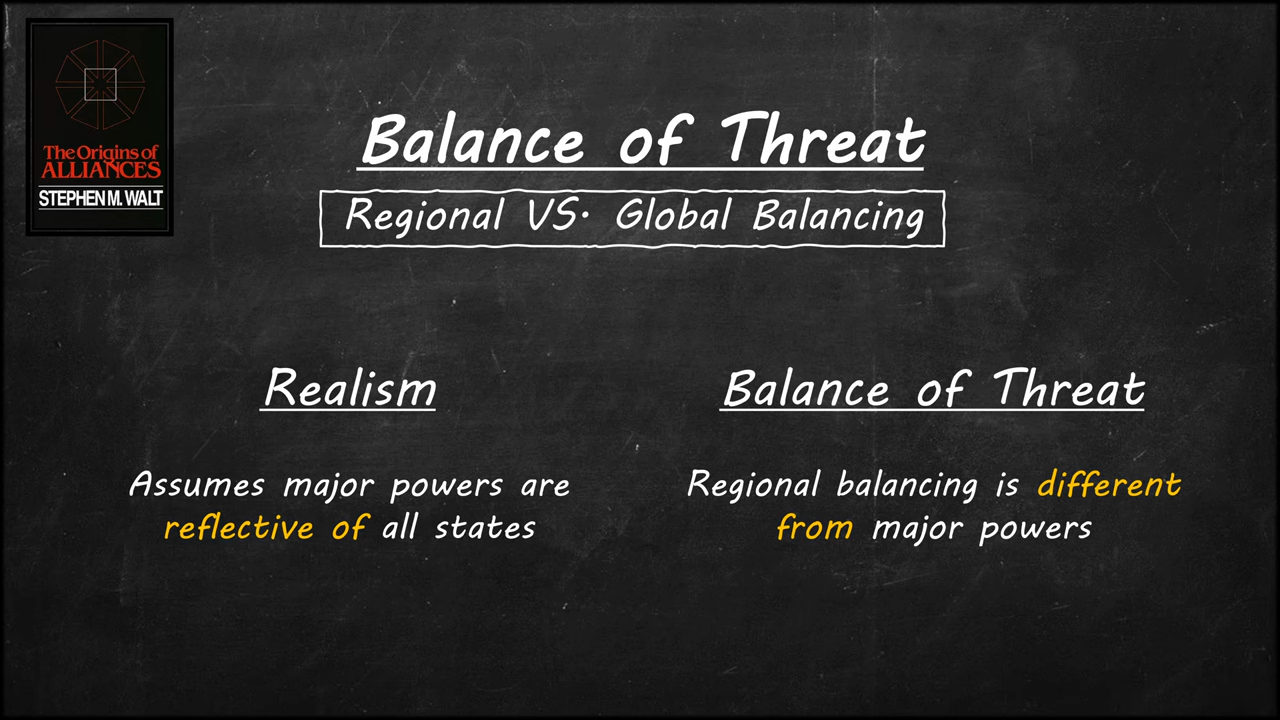 The Origins of
ALLIANCES
STEPHEN M. WALT
Balance of Threat
Regional VS. Global Balancing
Realism
Assumes major powers are
reflective of all states
Balance of Threat
Regional balancing is different
from major powers